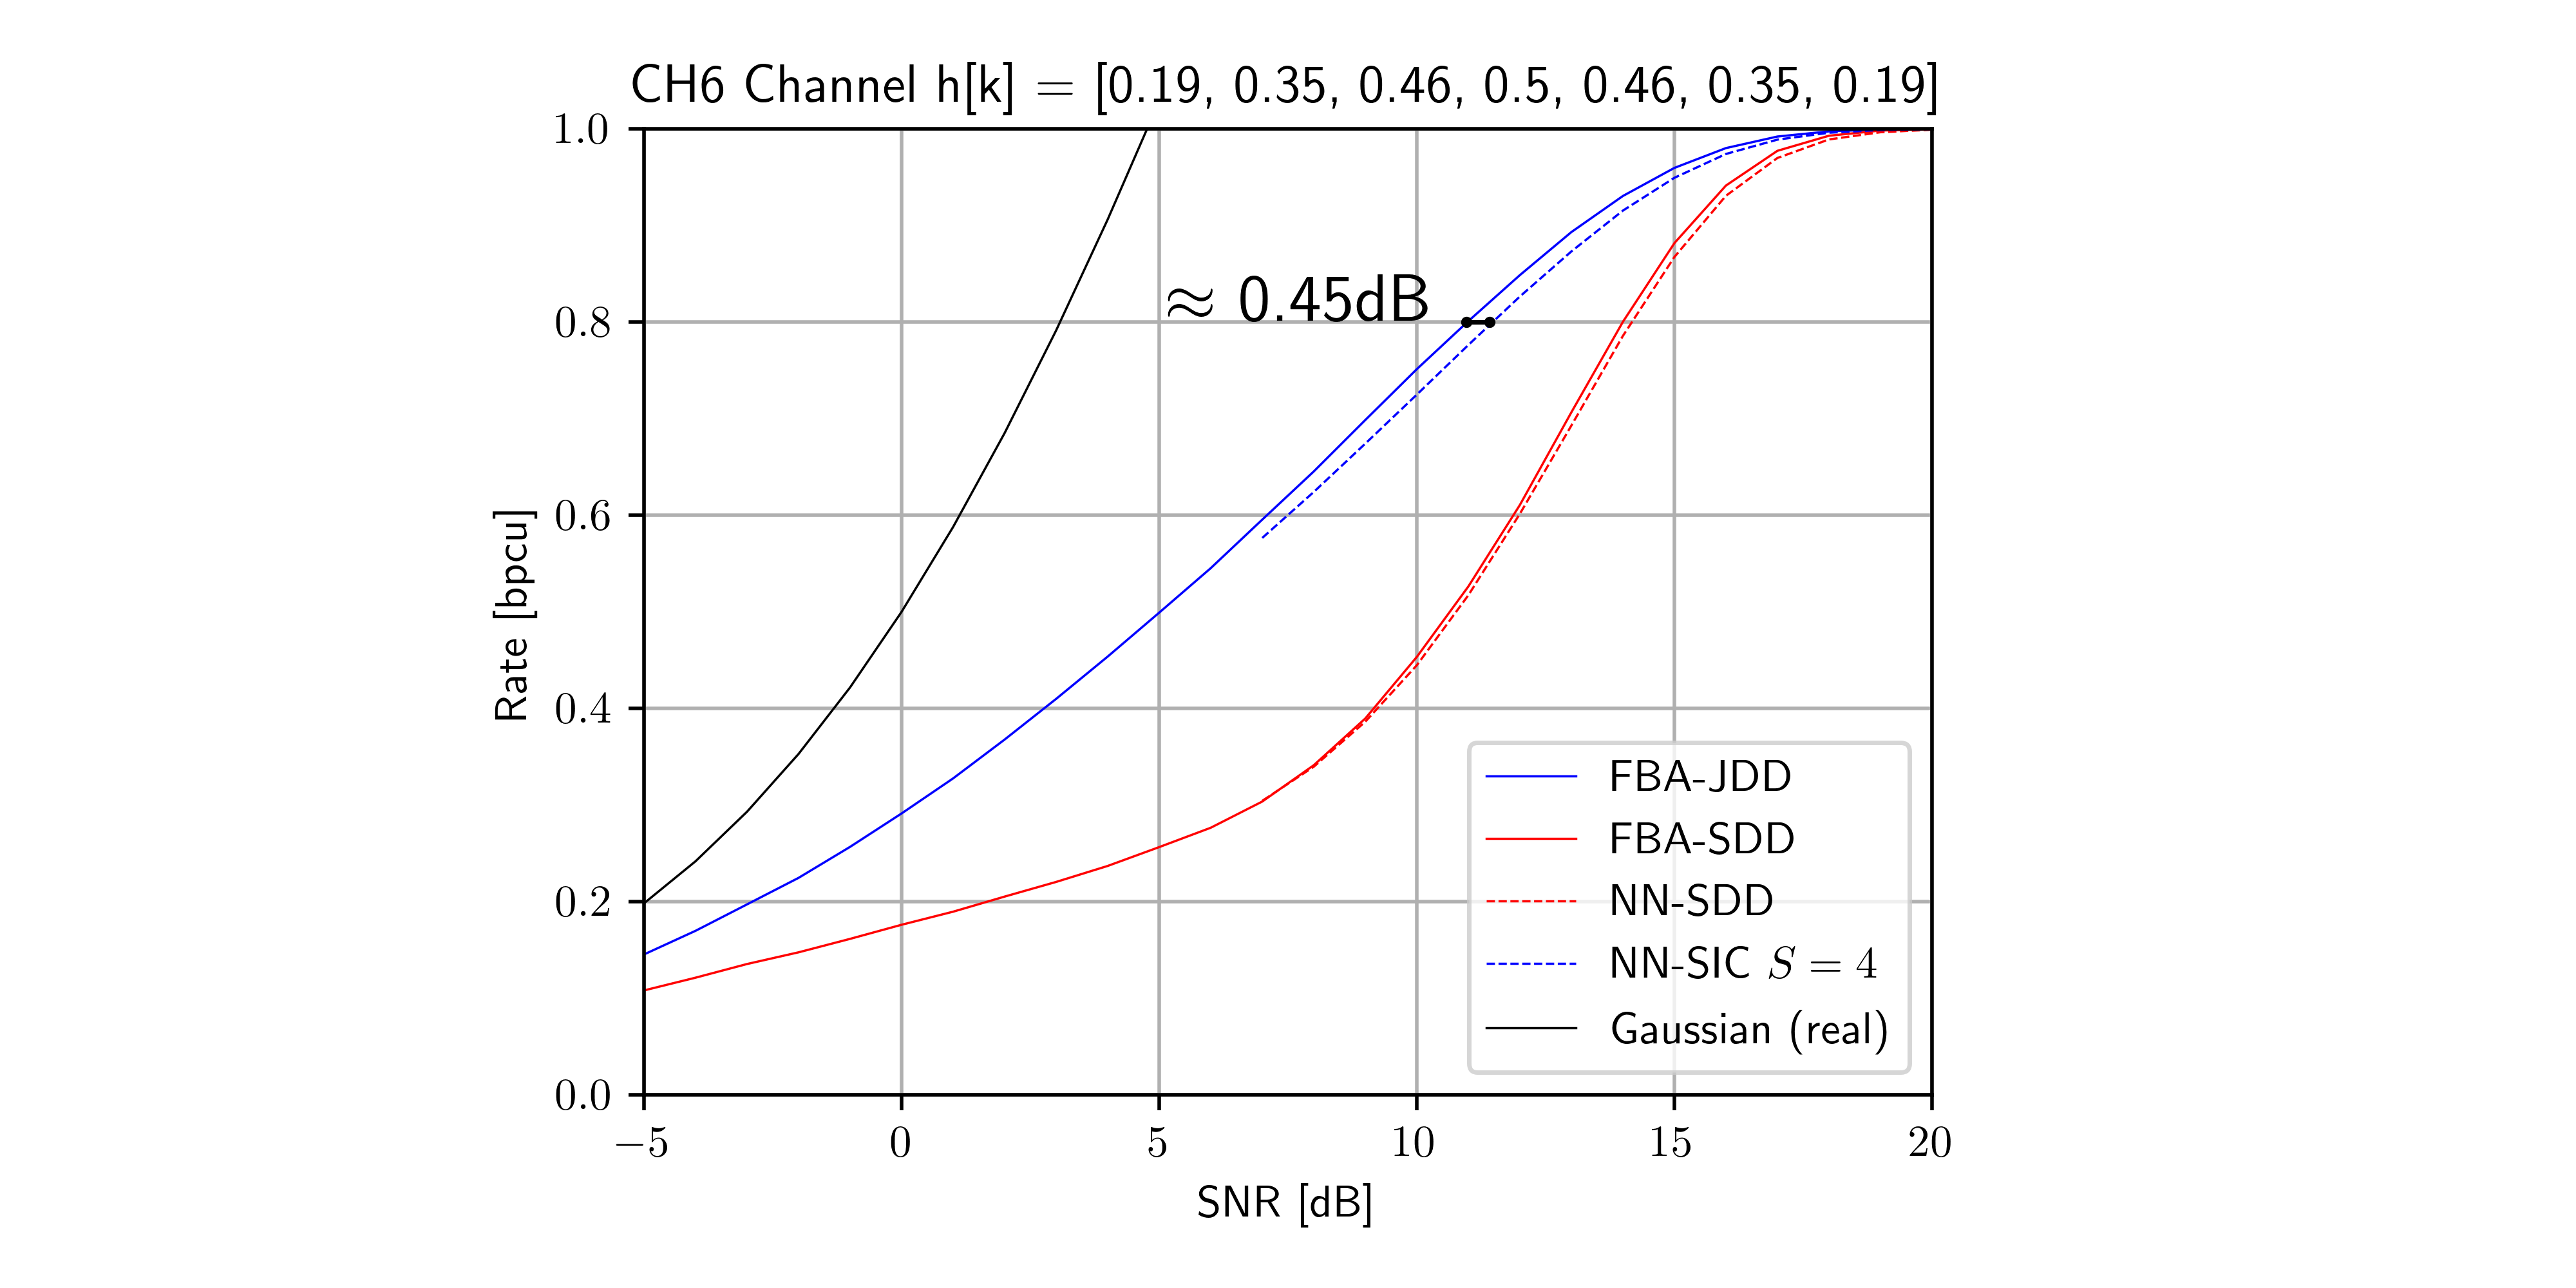 CH6 Channel h[k] = [0.19, 0.35, 0.46, 0.5, 0.46, 0.35, 0.19]
1.0
0.8
0.6
0.4
0.2
0.0
Rate [bpcu]
≈ 0.45dB
FBA-JDD
FBA-SDD
NN-SDD
NN-SIC S = 4
Gaussian (real)
−5 0 5 10 15 20
SNR [dB]